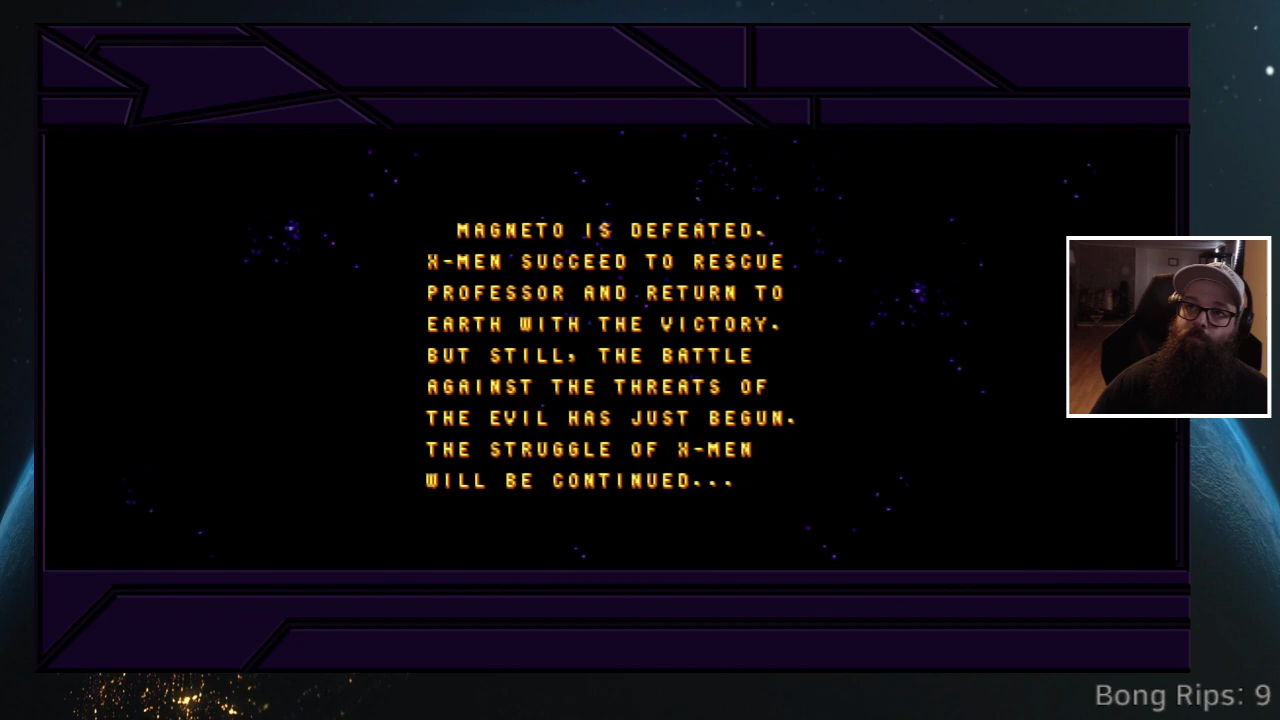 MAGNETO IS DEFEATED.
X-MEN SUCCEED TO RESCUE
PROFESSOR AND RETURN TO
EARTH WITH THE VICTORY.
BUT STILL, THE BATTLE
AGAINST THE THREATS OF
THE EVIL HAS JUST BEGUN.
THE STRUGGLE OF X-MEN
WILL BE CONTINUED...
Bong Rips: 9